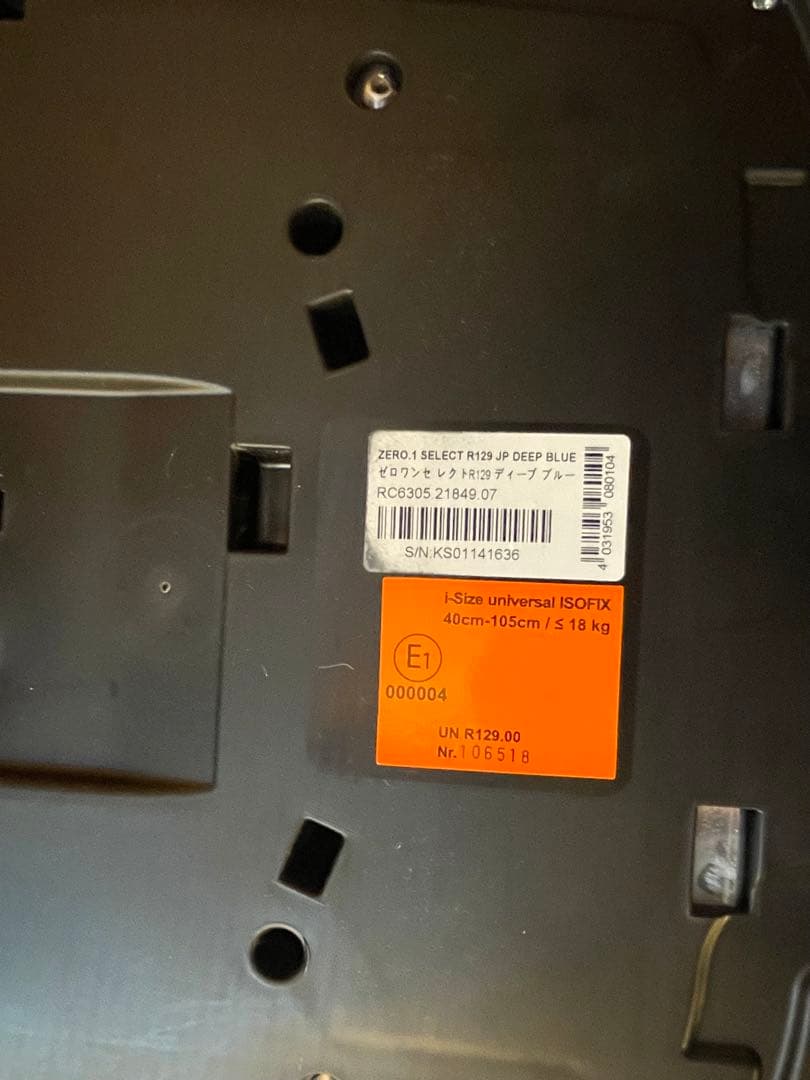 ZERO.1 SELECT R129 JP DEEP BLUE
ゼロワンセ レクトR129 ディープ ブルー
RC6305.21849.07
S/N:KS01141636
4 031953 080104
i-Size universal ISOFIX
40cm-105cm / ≤ 18 kg
E1
000004
UN R129.00
Nr.106518